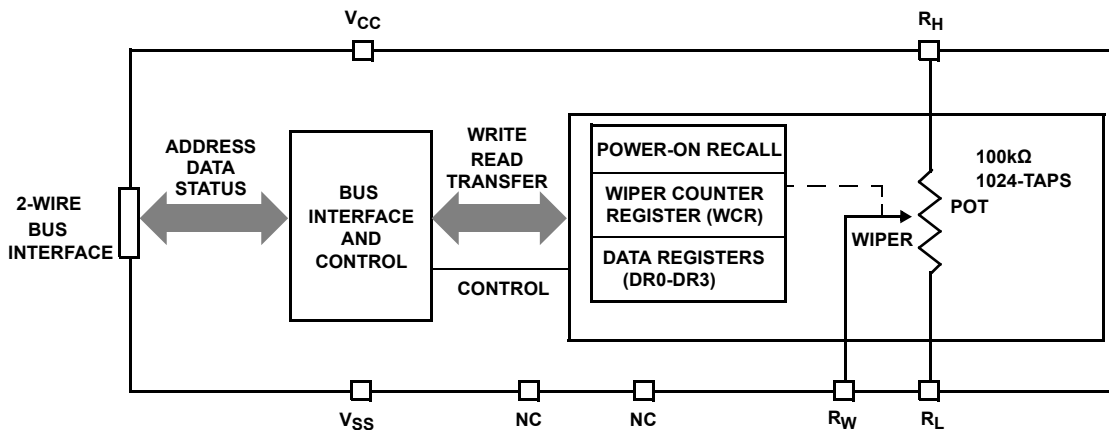 VCC
RH
ADDRESS
DATA
STATUS
2-WIRE
BUS
INTERFACE
BUS
INTERFACE
AND
CONTROL
WRITE
READ
TRANSFER
CONTROL
POWER-ON RECALL
WIPER COUNTER
REGISTER (WCR)
DATA REGISTERS
(DR0-DR3)
WIPER
100kΩ
1024-TAPS
POT
VSS
NC
NC
RW
RL